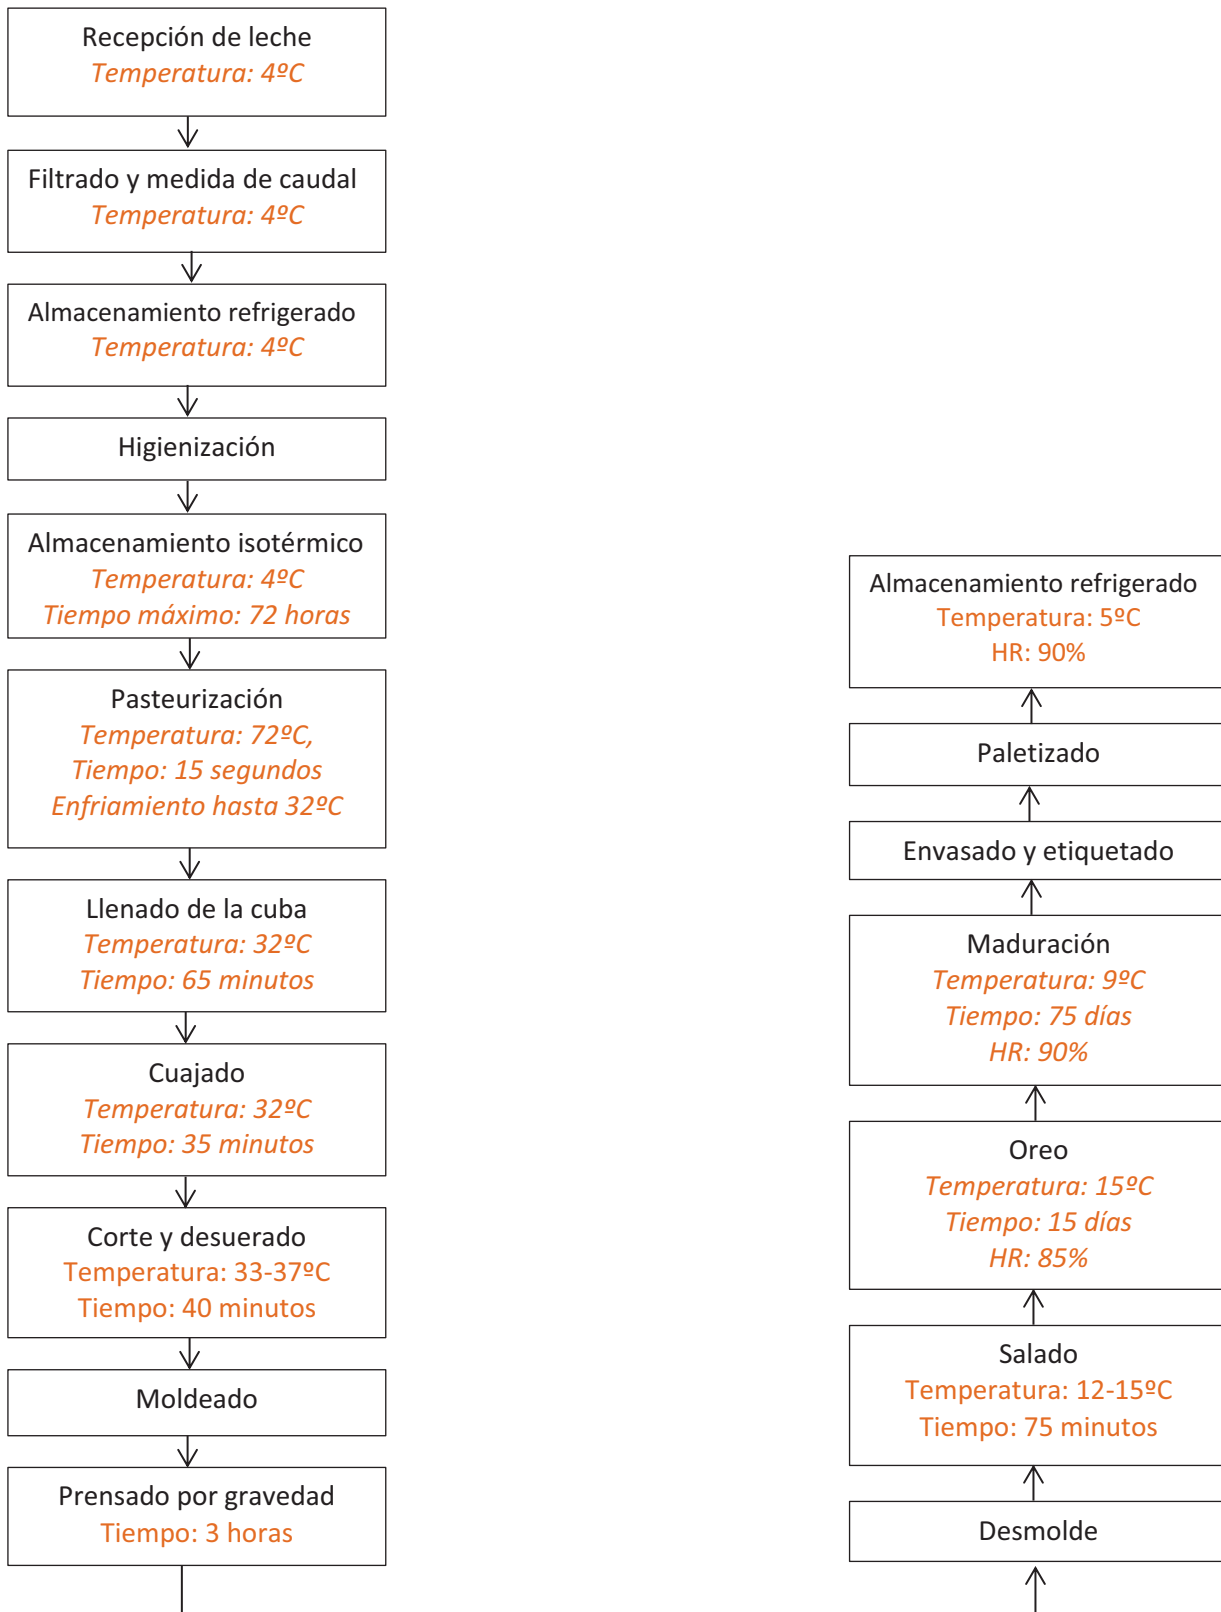 Recepción de leche
Temperatura: 4ºC
Filtrado y medida de caudal
Temperatura: 4ºC
Almacenamiento refrigerado
Temperatura: 4ºC
Higienización
Almacenamiento isotérmico
Temperatura: 4ºC
Tiempo máximo: 72 horas
Pasteurización
Temperatura: 72ºC,
Tiempo: 15 segundos
Enfriamiento hasta 32ºC
Llenado de la cuba
Temperatura: 32ºC
Tiempo: 65 minutos
Cuajado
Temperatura: 32ºC
Tiempo: 35 minutos
Corte y desuerado
Temperatura: 33-37ºC
Tiempo: 40 minutos
Moldeado
Prensado por gravedad
Tiempo: 3 horas
Almacenamiento refrigerado
Temperatura: 5ºC
HR: 90%
Paletizado
Envasado y etiquetado
Maduración
Temperatura: 9ºC
Tiempo: 75 días
HR: 90%
Oreo
Temperatura: 15ºC
Tiempo: 15 días
HR: 85%
Salado
Temperatura: 12-15ºC
Tiempo: 75 minutos
Desmolde